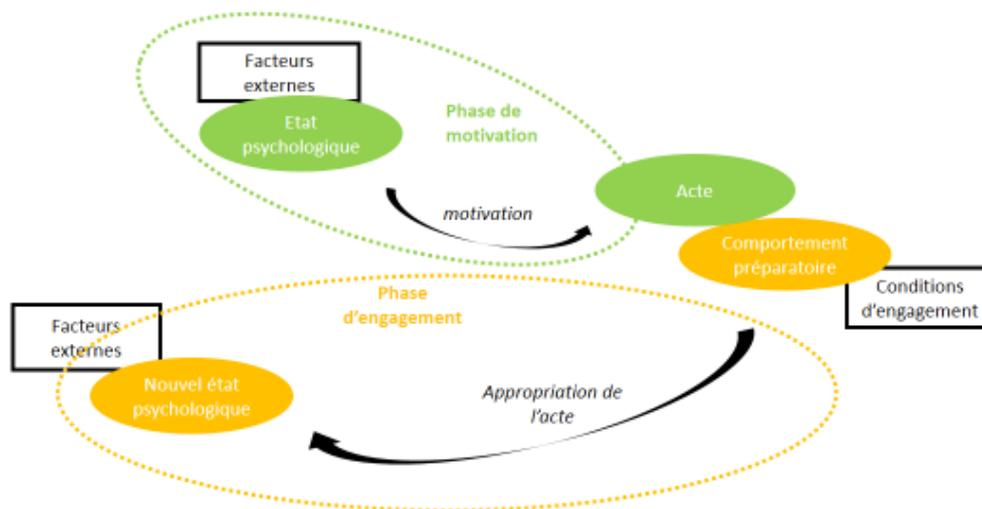 Facteurs
externes
Etat
psychologique
Phase de
motivation
motivation
Acte
Comportement
préparatoire
Conditions
d'engagement
Phase
d'engagement
Facteurs
externes
Nouvel état
psychologique
Appropriation de
l'acte